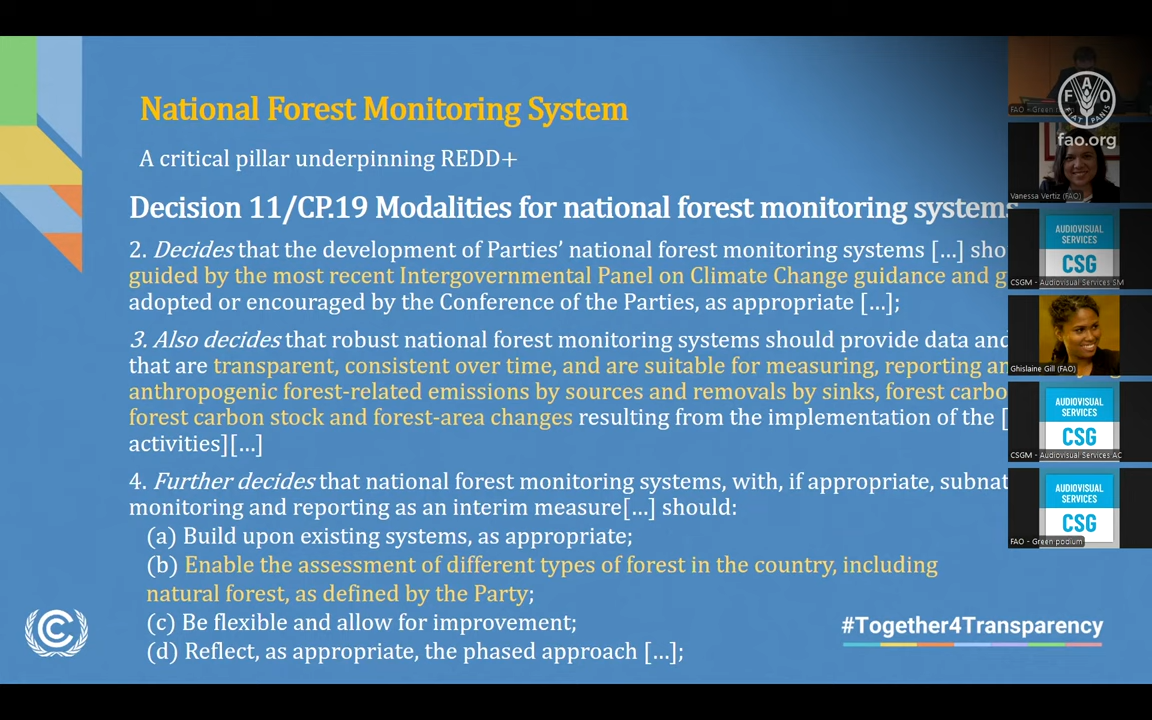 National Forest Monitoring System
A critical pillar underpinning REDD+
Decision 11/CP.19 Modalities for national forest monitoring systems
2. Decides that the development of Parties’ national forest monitoring systems [...] sho
guided by the most recent Intergovernmental Panel on Climate Change guidance and g
adopted or encouraged by the Conference of the Parties, as appropriate [...];
3. Also decides that robust national forest monitoring systems should provide data and
that are transparent, consistent over time, and are suitable for measuring, reporting an
anthropogenic forest-related emissions by sources and removals by sinks, forest carbo
forest carbon stock and forest-area changes resulting from the implementation of the [
activities][...]
4. Further decides that national forest monitoring systems, with, if appropriate, subnat
monitoring and reporting as an interim measure[...] should:
(a) Build upon existing systems, as appropriate;
(b) Enable the assessment of different types of forest in the country, including
natural forest, as defined by the Party;
(c) Be flexible and allow for improvement;
(d) Reflect, as appropriate, the phased approach [...];
#Together4Transparency
FAO - Green
FAO
FIAT PANIS
fao.org
Vanessa Vertiz (FAO)
AUDIOVISUAL
SERVICES
CSG
CSGM - Audiovisual Services SM
Ghislaine Gill (FAO)
AUDIOVISUAL
SERVICES
CSG
CSGM - Audiovisual Services AC
AUDIOVISUAL
SERVICES
CSG
FAO - Green podium